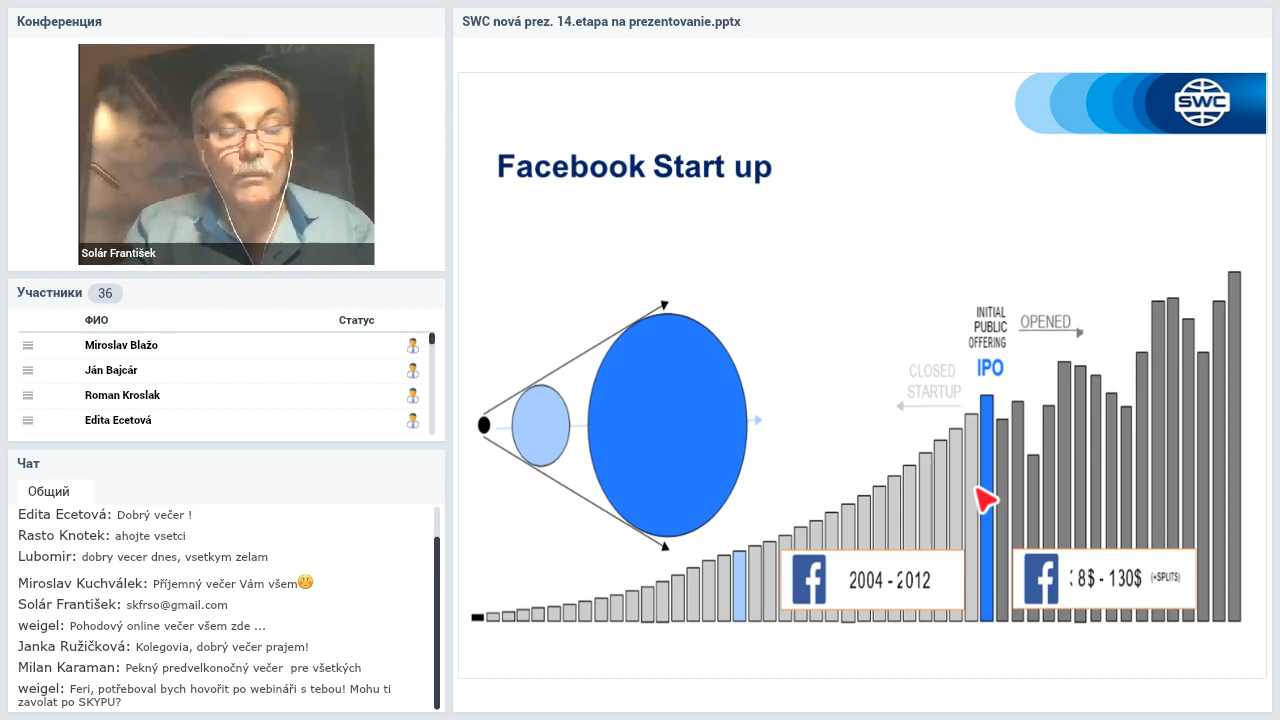 Конференция
Solár František
Участники 36
ФИО Статус
Miroslav Blažo
Ján Bajcár
Roman Kroslak
Edita Ecetová
Чат
Общий
Edita Ecetová: Dobrý večer !
Rasto Knotek: ahojte vsetci
Lubomir: dobry vecer dnes, vsetkym zelam
Miroslav Kuchválek: Příjemný večer Vám všem
Solár František: skfrso@gmail.com
weigel: Pohodový online večer všem zde ...
Janka Ružičková: Kolegovia, dobrý večer prajem!
Milan Karaman: Pekný predvelkonočný večer pre všetkých
weigel: Feri, potřeboval bych hovořit po webináři s tebou! Mohu ti
zavolat po SKYPU?
SWC nová prez. 14.etapa na prezentovanie.pptx
SWC
Facebook Start up
INITIAL
PUBLIC
OFFERING
IPO
OPENED
CLOSED
STARTUP
2004 - 2012
8$ - 130$ (+SPLITS)